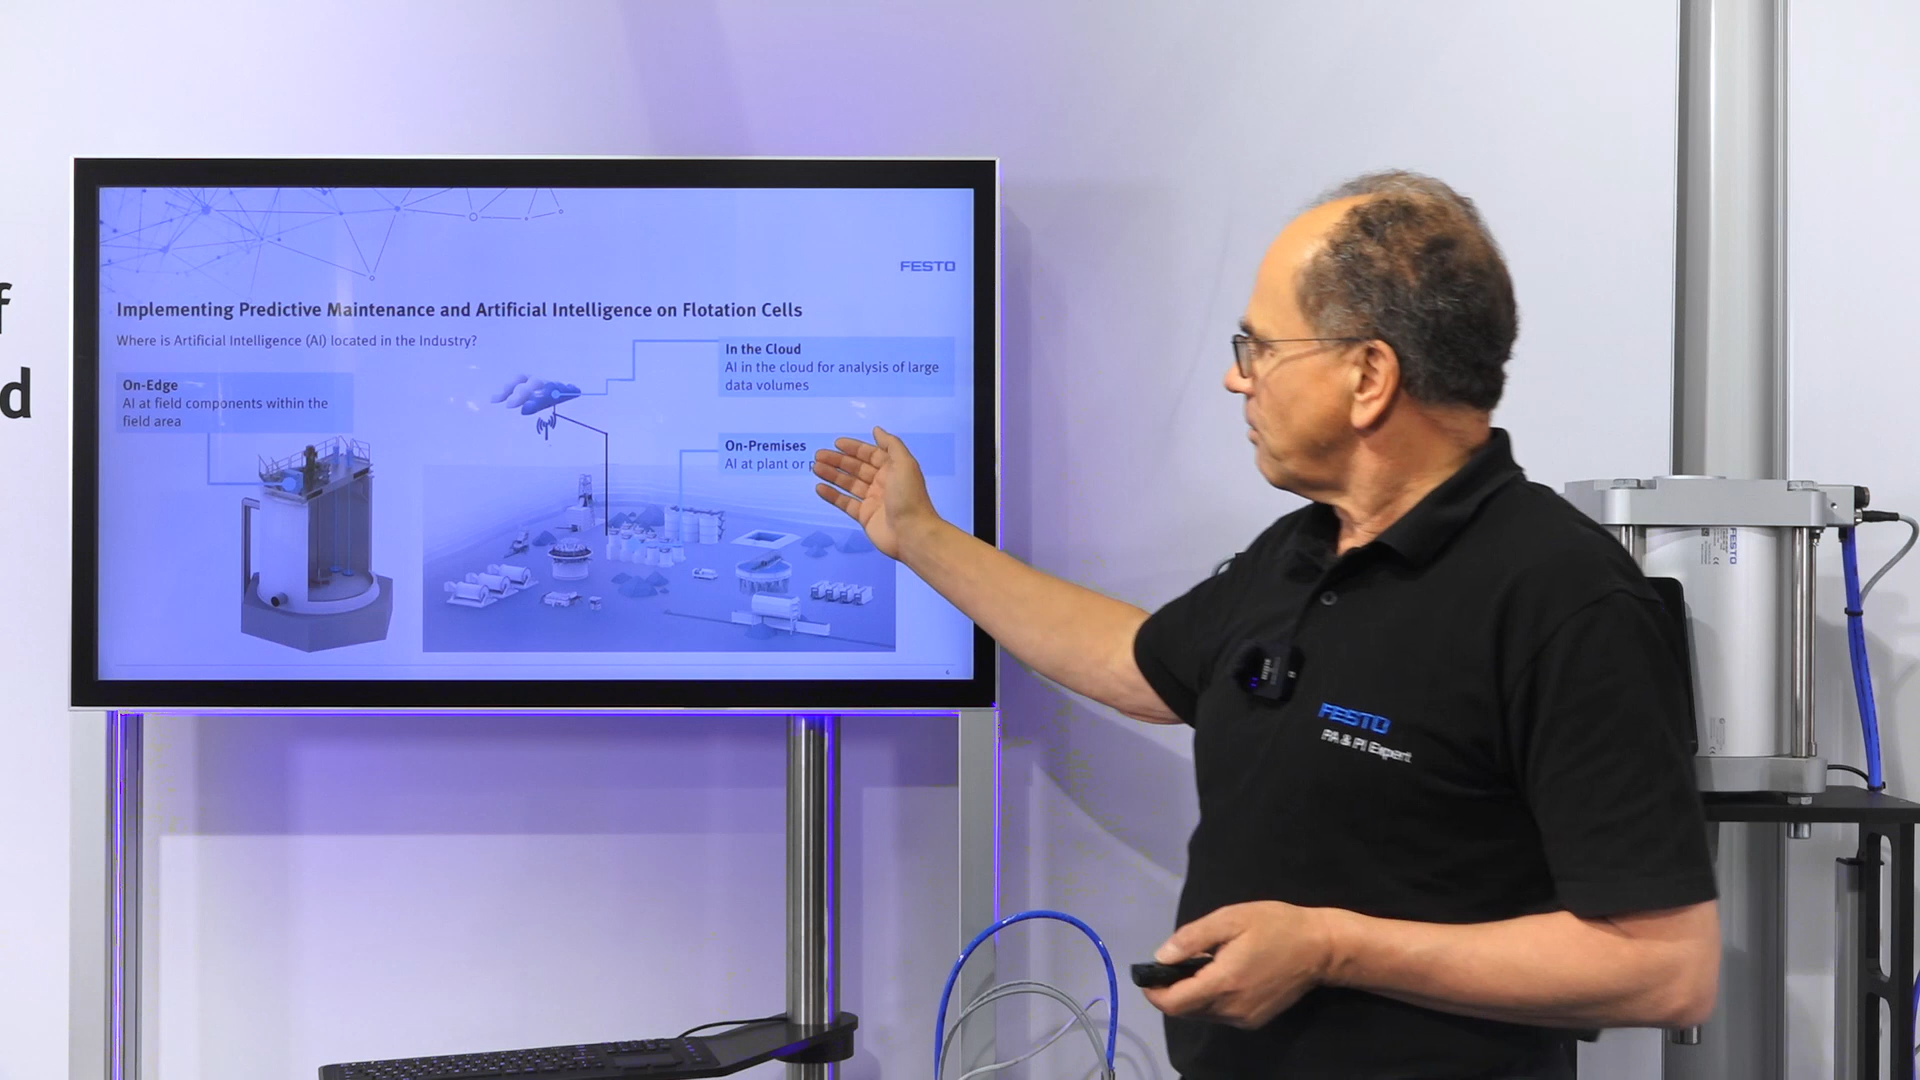 f
d
FESTO
Implementing Predictive Maintenance and Artificial Intelligence on Flotation Cells
Where is Artificial Intelligence (AI) located in the Industry?
On-Edge
AI at field components within the
field area
In the Cloud
AI in the cloud for analysis of large
data volumes
On-Premises
AI at plant or p
6
FESTO
PA & PI Expert
FESTO